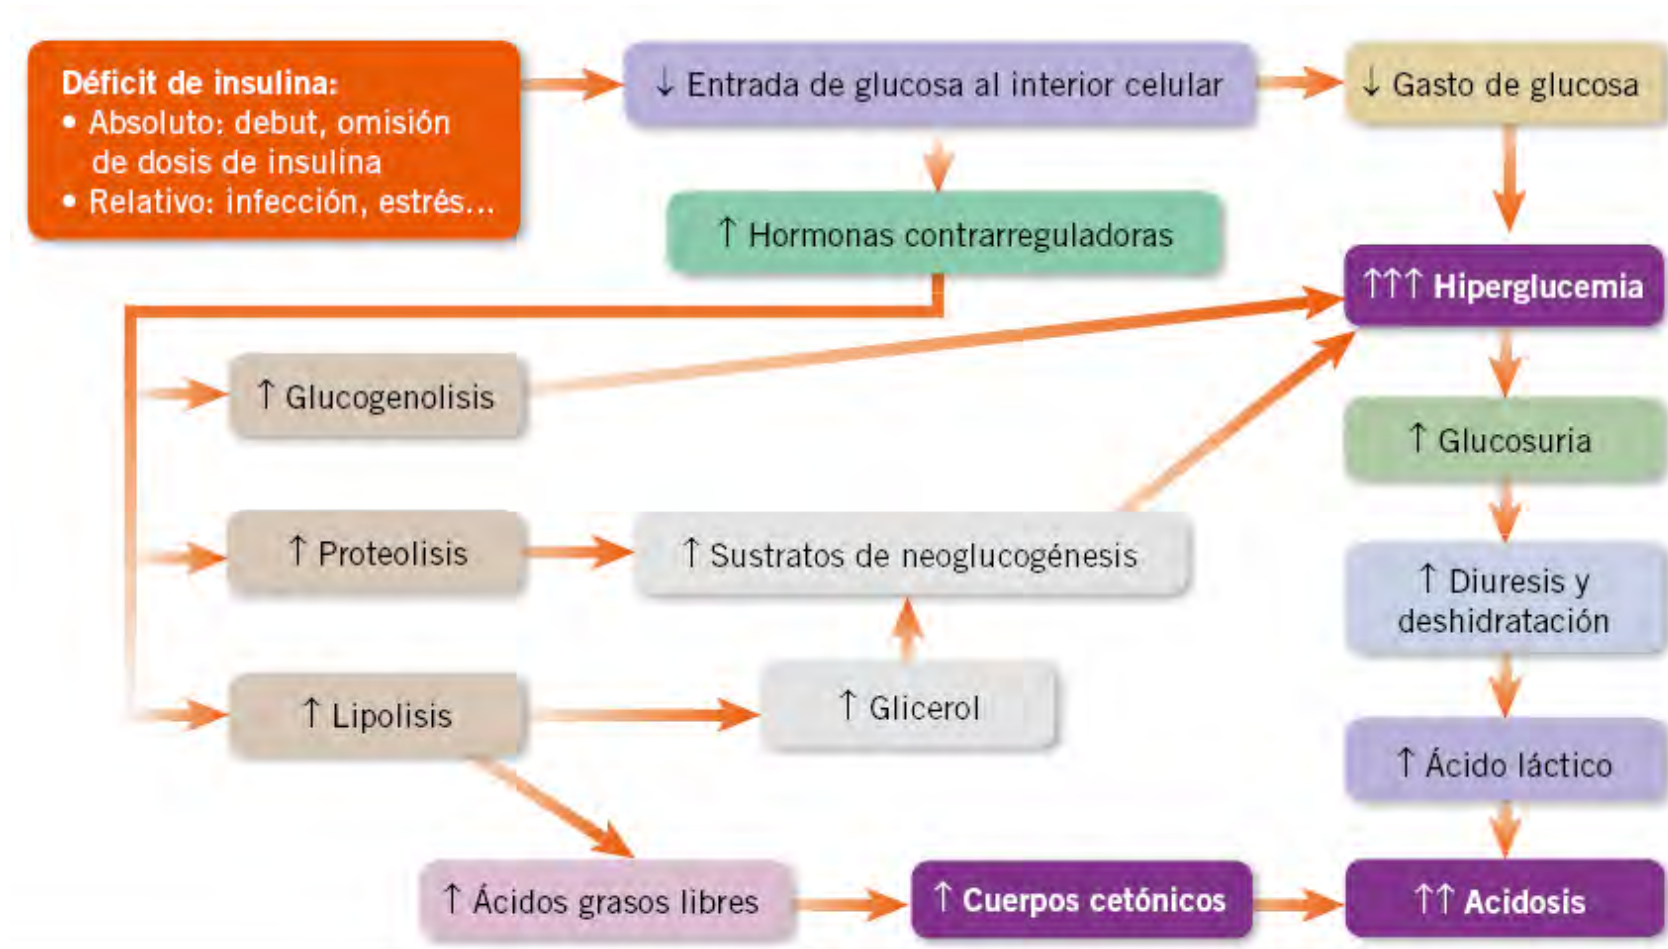 Déficit de insulina:
• Absoluto: debut, omisión
de dosis de insulina
• Relativo: infección, estrés...
↓ Entrada de glucosa al interior celular
↓ Gasto de glucosa
↑ Hormonas contrarreguladoras
↑↑↑ Hiperglucemia
↑ Glucogenolisis
↑ Glucosuria
↑ Proteolisis
↑ Sustratos de neoglucogénesis
↑ Diuresis y
deshidratación
↑ Lipolisis
↑ Glicerol
↑ Ácido láctico
↑ Ácidos grasos libres
↑ Cuerpos cetónicos
↑↑ Acidosis